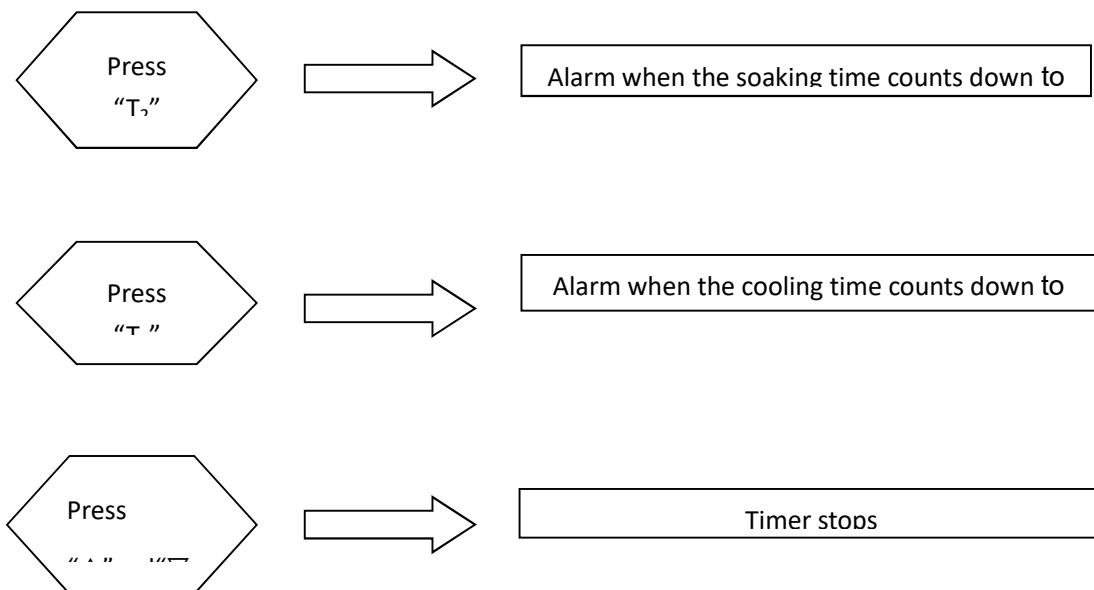 Press
“T₂”
Alarm when the soaking time counts down to
Press
“T ”
Alarm when the cooling time counts down to
Press
Timer stops